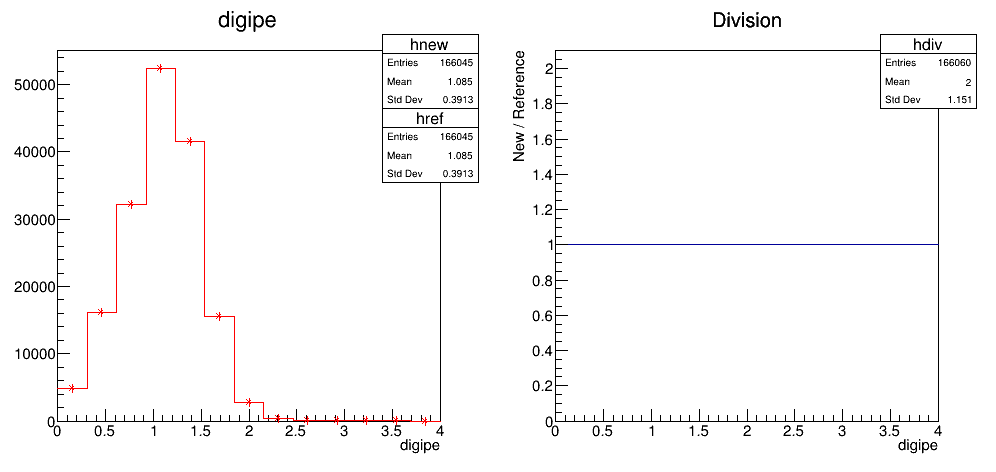 digipe
hnew
Entries 166045
Mean 1.085
Std Dev 0.3913
href
Entries 166045
Mean 1.085
Std Dev 0.3913
50000
40000
30000
20000
10000
0
0 0.5 1 1.5 2 2.5 3 3.5 4
digipe
Division
hdiv
Entries 166060
Mean 2
Std Dev 1.151
New / Reference
2
1.8
1.6
1.4
1.2
1
0.8
0.6
0.4
0.2
0
0 0.5 1 1.5 2 2.5 3 3.5 4
digipe